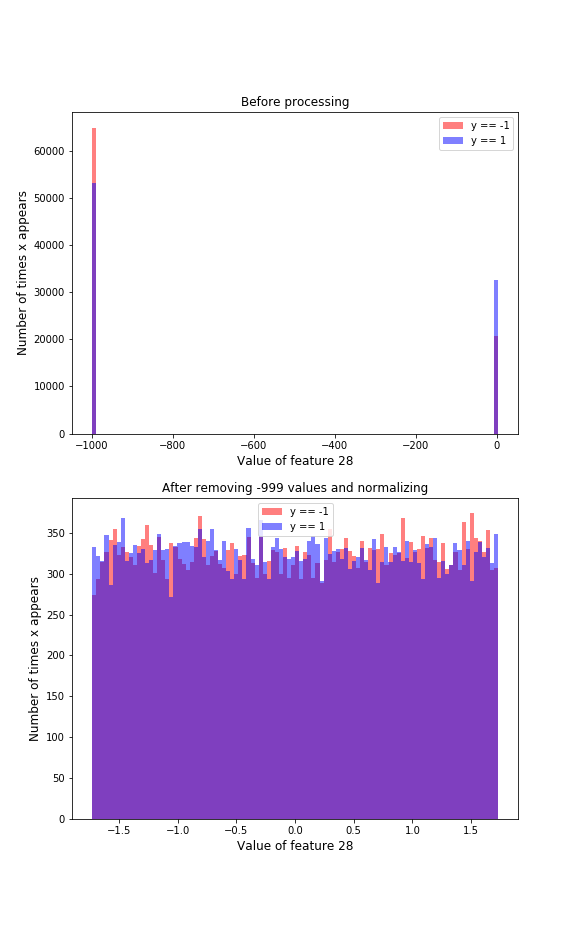 Before processing
y == -1
y == 1
60000
50000
40000
30000
20000
10000
0
Number of times x appears
−1000
−800
−600
−400
−200
0
Value of feature 28
After removing -999 values and normalizing
y == -1
y == 1
350
300
250
200
150
100
50
0
Number of times x appears
−1.5
−1.0
−0.5
0.0
0.5
1.0
1.5
Value of feature 28